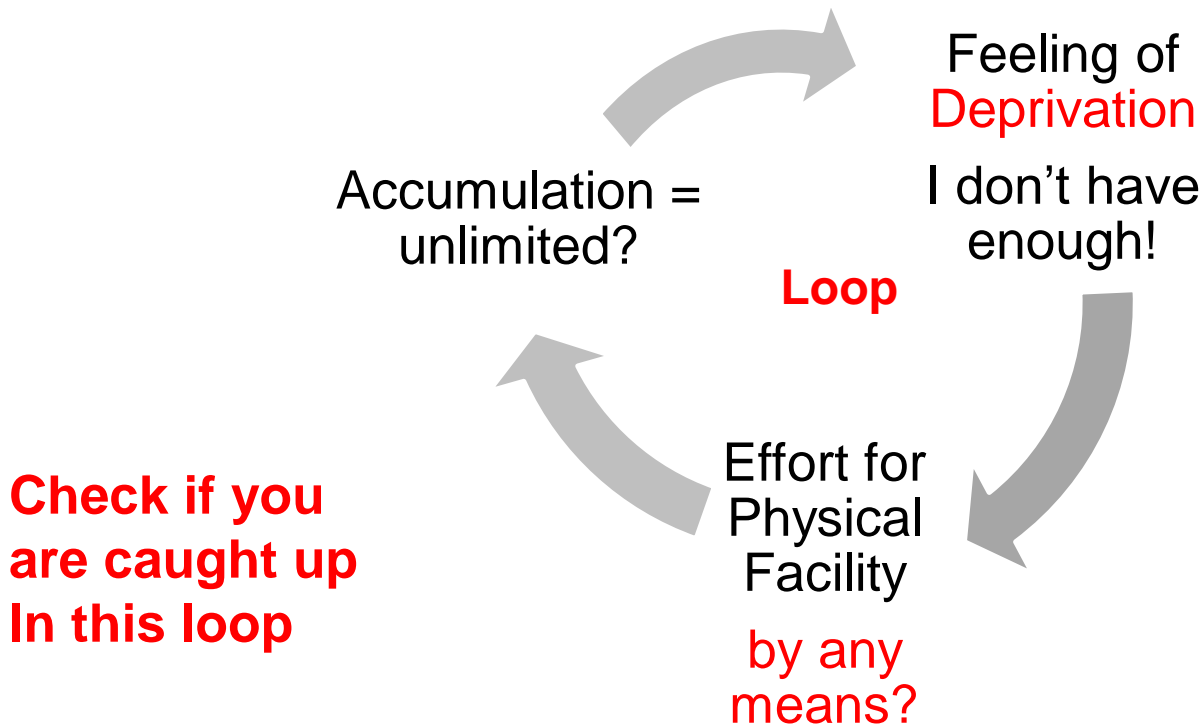 Feeling of
Deprivation
I don’t have
enough!
Accumulation =
unlimited?
Loop
Effort for
Physical
Facility
by any
means?
Check if you
are caught up
In this loop